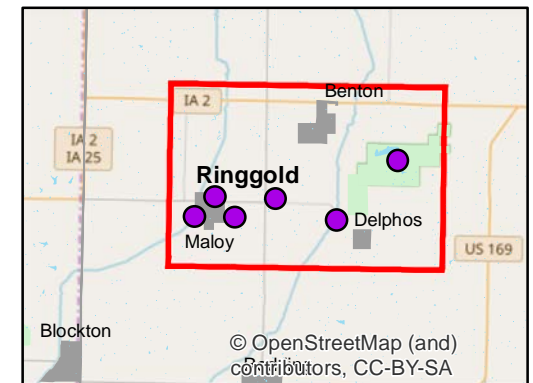 Benton
IA 2
IA 2
IA 25
Ringgold
Delphos
Maloy
US 169
Blockton
© OpenStreetMap (and)
contributors, CC-BY-SA